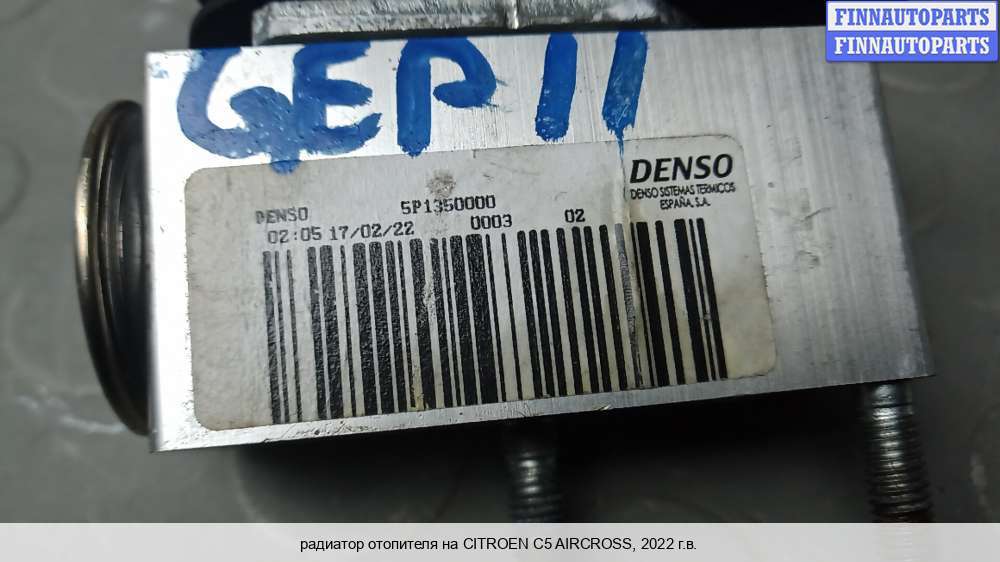 FINNAUTOPARTS
FINNAUTOPARTS
GEP11
DENSO
DENSO SISTEMAS TERMICOS
ESPAÑA, S.A.
DENSO 5P1350000
02:05 17/02/22 0003 02
радиатор отопителя на CITROEN C5 AIRCROSS, 2022 г.в.